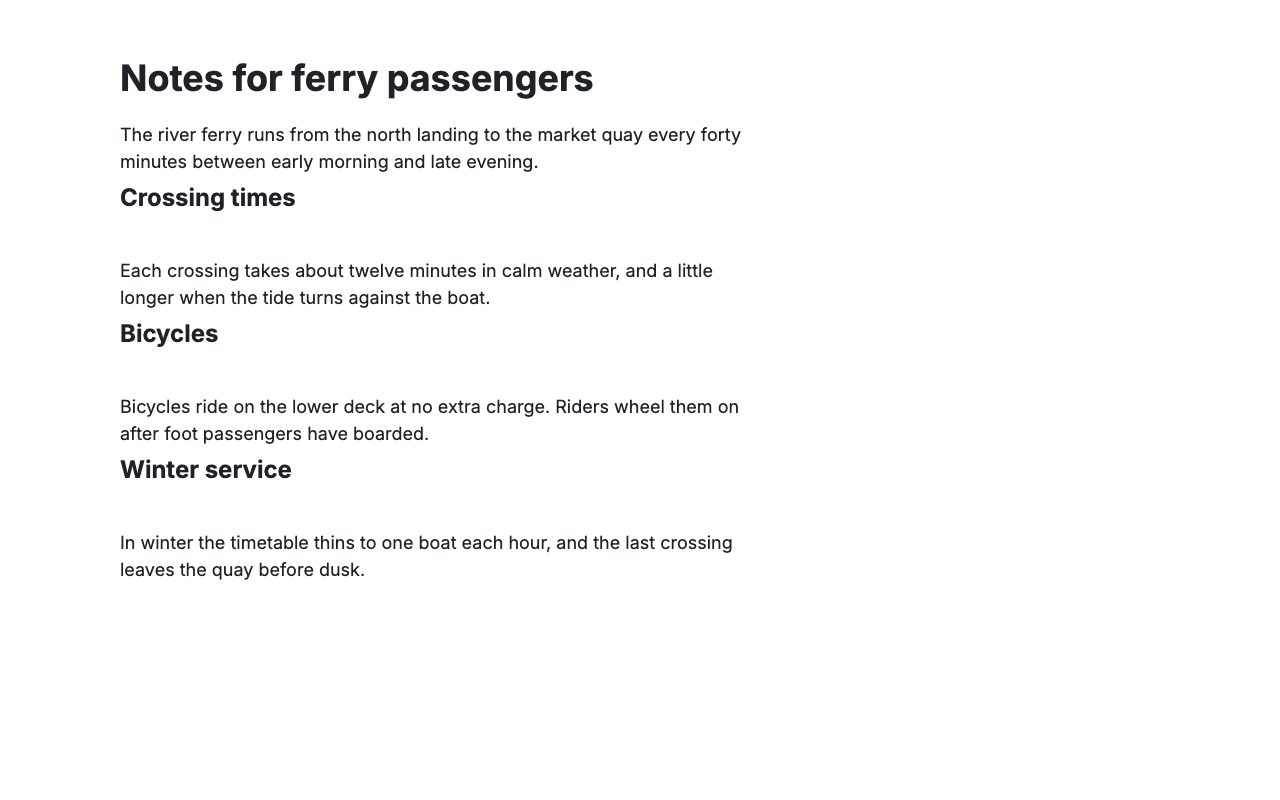 Notes for ferry passengers
The river ferry runs from the north landing to the market quay every forty
minutes between early morning and late evening.
Crossing times
Each crossing takes about twelve minutes in calm weather, and a little
longer when the tide turns against the boat.
Bicycles
Bicycles ride on the lower deck at no extra charge. Riders wheel them on
after foot passengers have boarded.
Winter service
In winter the timetable thins to one boat each hour, and the last crossing
leaves the quay before dusk.